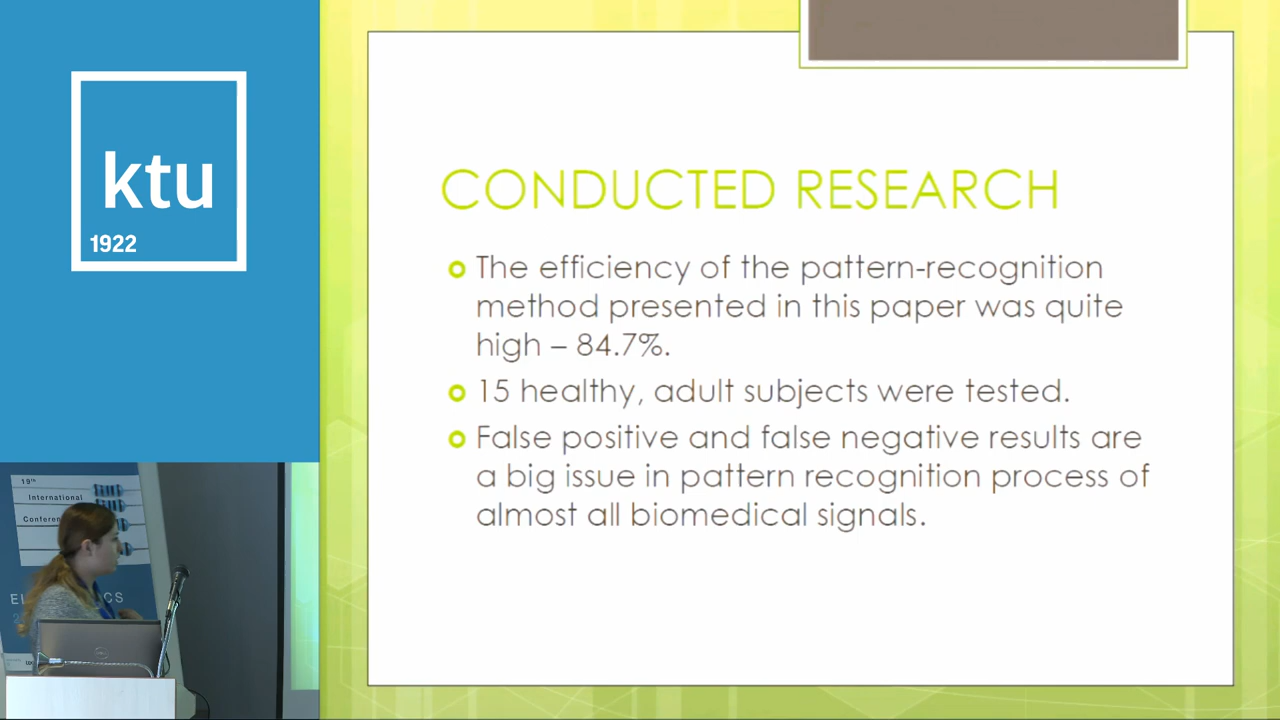 ktu
1922
CONDUCTED RESEARCH
The efficiency of the pattern-recognition
method presented in this paper was quite
high – 84.7%.
15 healthy, adult subjects were tested.
False positive and false negative results are
a big issue in pattern recognition process of
almost all biomedical signals.
19th
International